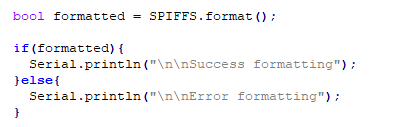 bool formatted = SPIFFS.format();
if(formatted){
  Serial.println("\n\nSuccess formatting");
}else{
  Serial.println("\n\nError formatting");
}